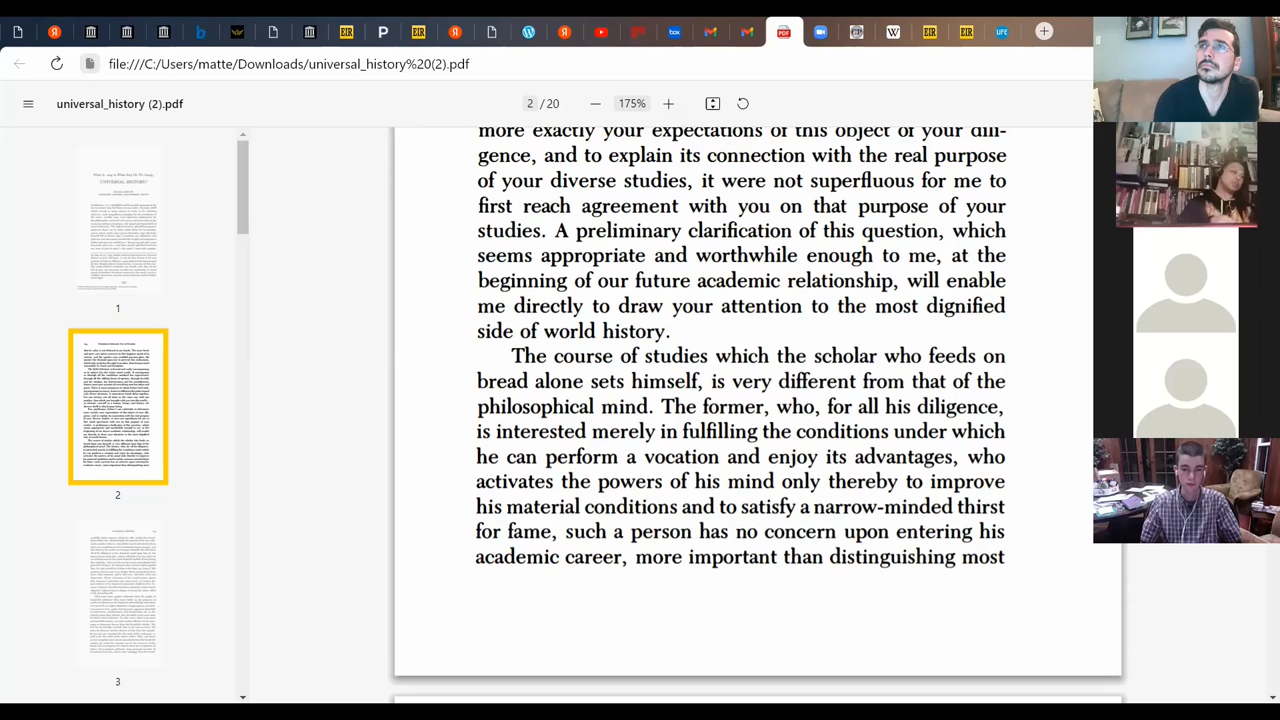 file:///C:/Users/matte/Downloads/universal_history%20(2).pdf
universal_history (2).pdf
2 / 20
175%
more exactly your expectations of this object of your dili-
gence, and to explain its connection with the real purpose
of your diverse studies, it were not superfluous for me to
first reach agreement with you on that purpose of your
studies. A preliminary clarification of this question, which
seems appropriate and worthwhile enough to me, at the
beginning of our future academic relationship, will enable
me directly to draw your attention to the most dignified
side of world history.
The course of studies which the scholar who feeds on
bread alone sets himself, is very different from that of the
philosophical mind. The former, who, for all his diligence,
is interested merely in fulfilling the conditions under which
he can perform a vocation and enjoy its advantages, who
activates the powers of his mind only thereby to improve
his material conditions and to satisfy a narrow-minded thirst
for fame, such a person has no concern upon entering his
academic career, more important than distinguishing most
UNIVERSAL HISTORY?
1
2
3